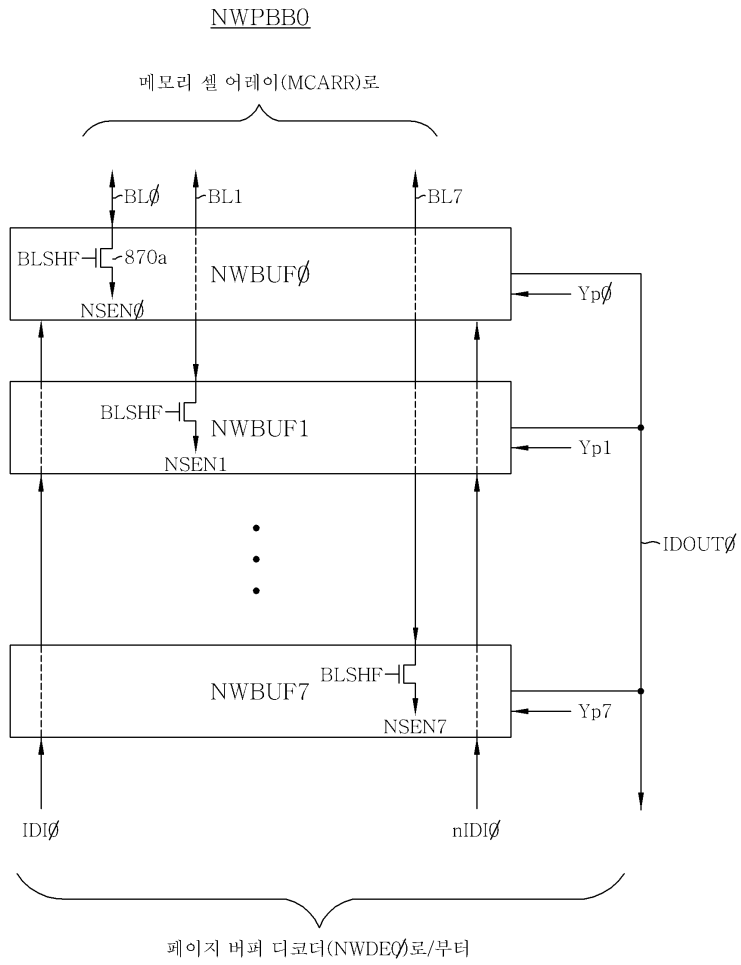 NWPBB0
메모리 셀 어레이(MCARR)로
BL0 BL1 BL7
BLSHF 870a NWBUF0
Yp0
NSEN0
BLSHF NWBUF1
Yp1
NSEN1
IDOUT0
BLSHF
NWBUF7
Yp7
NSEN7
IDI0 nIDI0
페이지 버퍼 디코더(NWDE0)로/부터